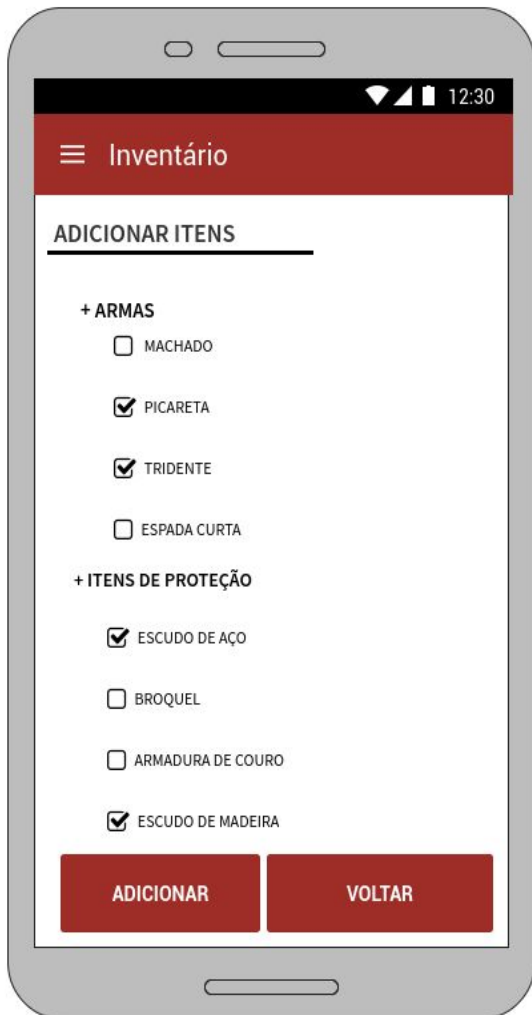 12:30
Inventário
ADICIONAR ITENS
+ ARMAS
MACHADO
PICARETA
TRIDENTE
ESPADA CURTA
+ ITENS DE PROTEÇÃO
ESCUDO DE AÇO
BROQUEL
ARMADURA DE COURO
ESCUDO DE MADEIRA
ADICIONAR VOLTAR